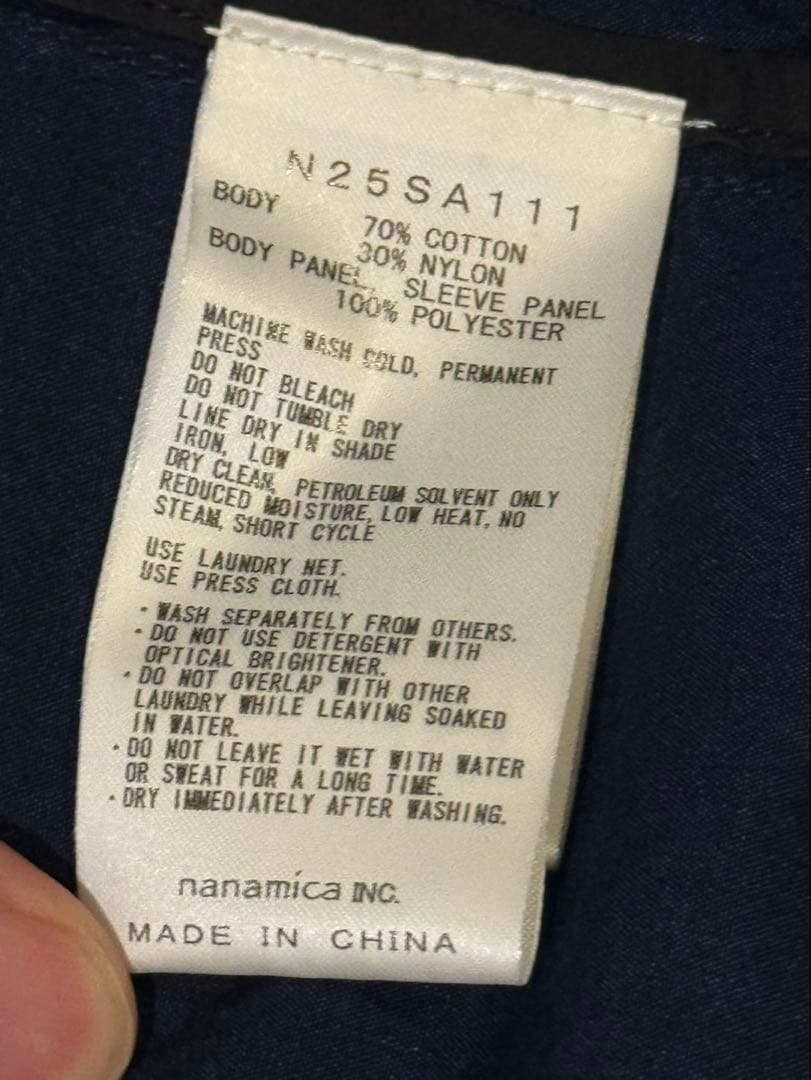 N25SA111
BODY
70% COTTON
30% NYLON
BODY PANEL, SLEEVE PANEL
100% POLYESTER
MACHINE WASH COLD, PERMANENT
PRESS
DO NOT BLEACH
DO NOT TUMBLE DRY
LINE DRY IN SHADE
IRON, LOW
DRY CLEAN, PETROLEUM SOLVENT ONLY
REDUCED MOISTURE, LOW HEAT, NO
STEAM, SHORT CYCLE
USE LAUNDRY NET.
USE PRESS CLOTH.
・WASH SEPARATELY FROM OTHERS.
・DO NOT USE DETERGENT WITH
OPTICAL BRIGHTENER.
・DO NOT OVERLAP WITH OTHER
LAUNDRY WHILE LEAVING SOAKED
IN WATER.
・DO NOT LEAVE IT WET WITH WATER
OR SWEAT FOR A LONG TIME.
・DRY IMMEDIATELY AFTER WASHING.
nanamica INC.
MADE IN CHINA